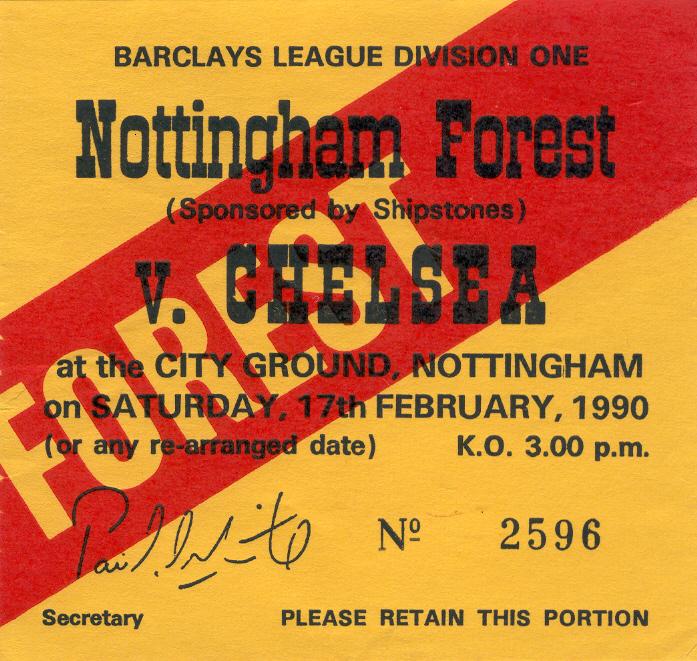 BARCLAYS LEAGUE DIVISION ONE
Nottingham Forest
(Sponsored by Shipstones)
v. CHELSEA
at the CITY GROUND, NOTTINGHAM
on SATURDAY, 17th FEBRUARY, 1990
(or any re-arranged date) K.O. 3.00 p.m.
FOREST
Nº 2596
Secretary PLEASE RETAIN THIS PORTION